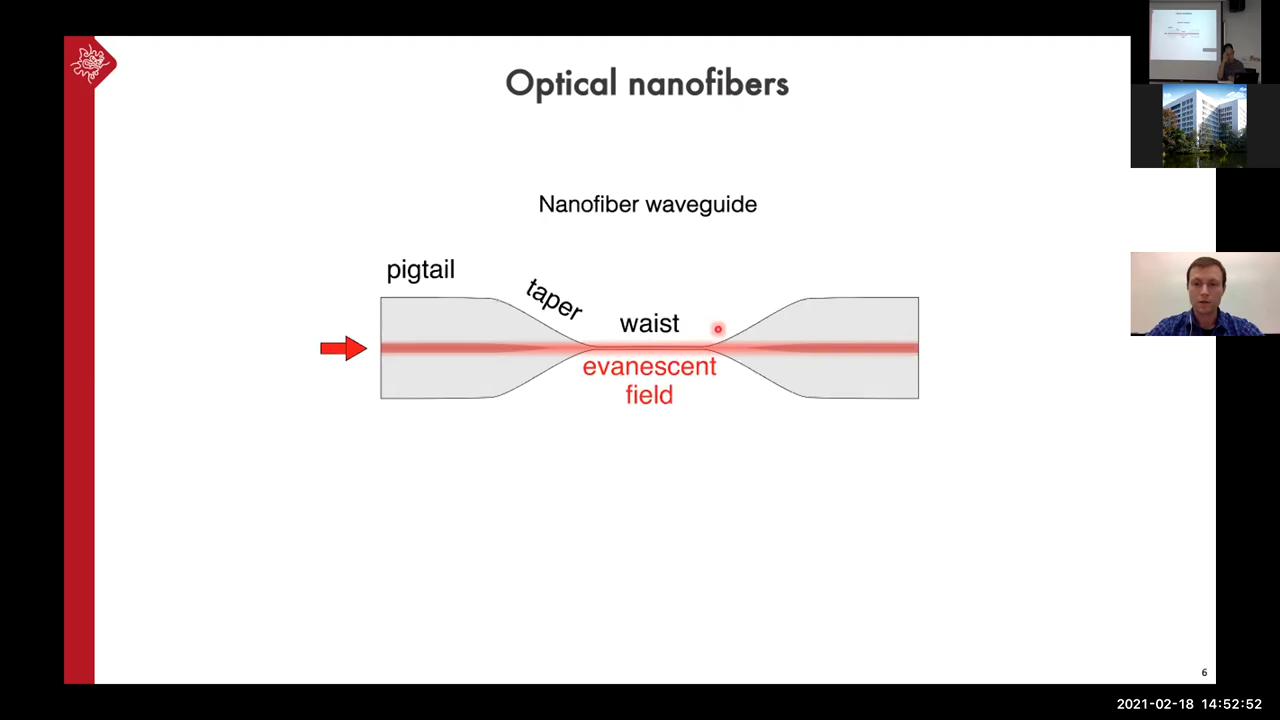 Optical nanofibers
Nanofiber waveguide
pigtail
taper
waist
evanescent
field
6
2021-02-18 14:52:52